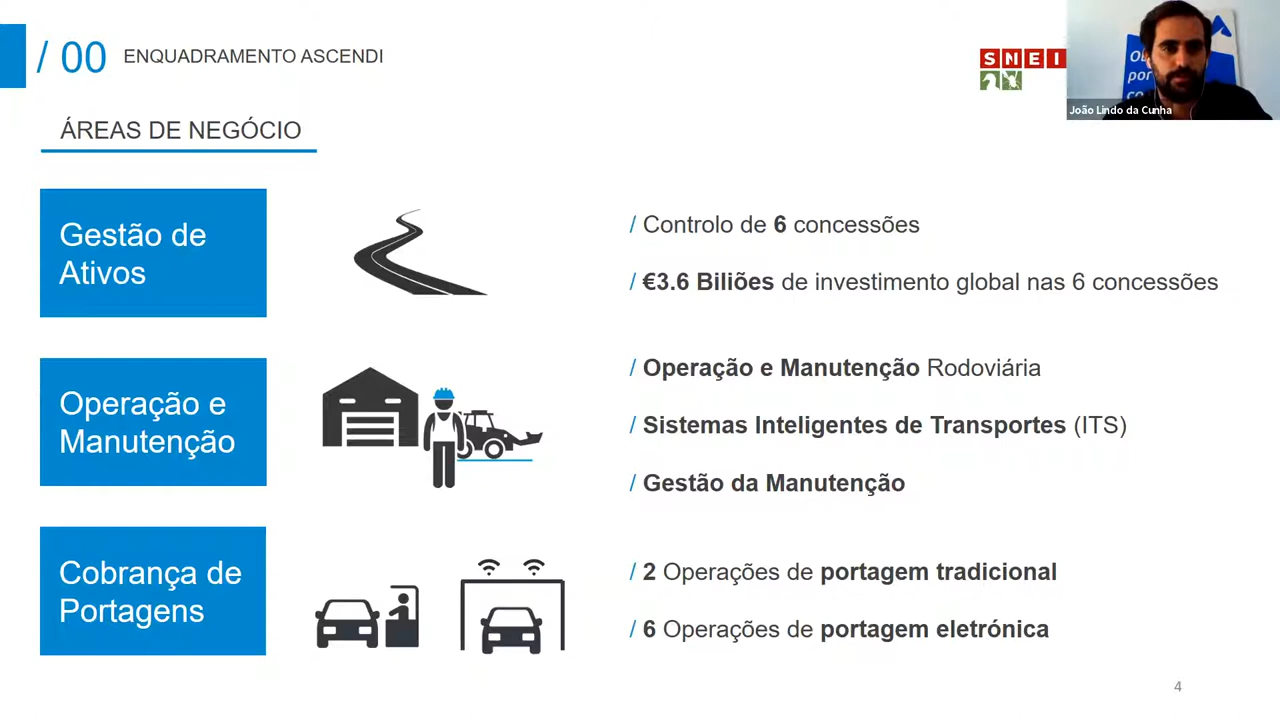 / 00 ENQUADRAMENTO ASCENDI
SNEI
João Lindo da Cunha
ÁREAS DE NEGÓCIO
Gestão de
Ativos
/ Controlo de 6 concessões
/ €3.6 Biliões de investimento global nas 6 concessões
Operação e
Manutenção
/ Operação e Manutenção Rodoviária
/ Sistemas Inteligentes de Transportes (ITS)
/ Gestão da Manutenção
Cobrança de
Portagens
/ 2 Operações de portagem tradicional
/ 6 Operações de portagem eletrónica
4